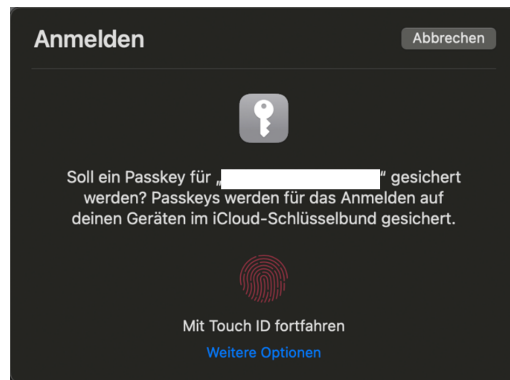 Anmelden
Abbrechen
Soll ein Passkey für „ “ gesichert
werden? Passkeys werden für das Anmelden auf
deinen Geräten im iCloud-Schlüsselbund gesichert.
Mit Touch ID fortfahren
Weitere Optionen